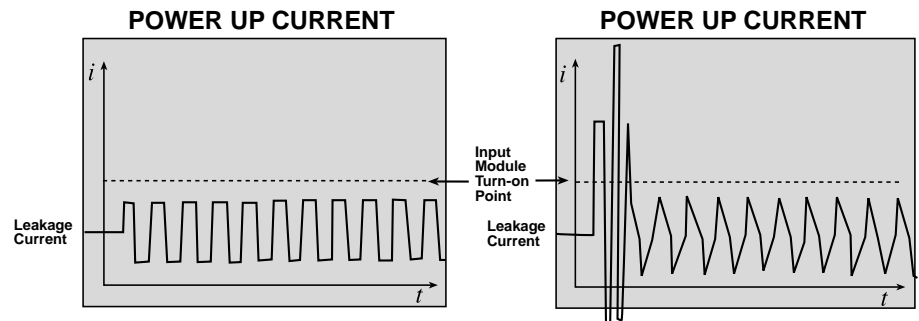 POWER UP CURRENT
i
Leakage
Current
t
Input
Module
Turn-on
Point
POWER UP CURRENT
i
Leakage
Current
t